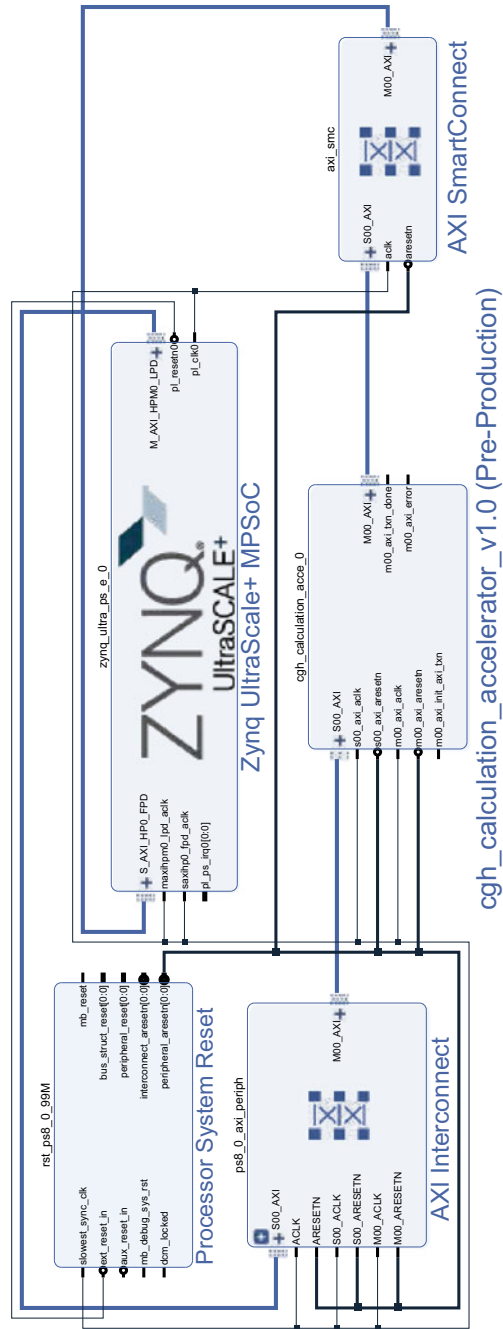 rst_ps8_0_99M
slowest_sync_clk
ext_reset_in
aux_reset_in
mb_debug_sys_rst
dcm_locked
mb_reset
bus_struct_reset[0:0]
peripheral_reset[0:0]
interconnect_aresetn[0:0]
peripheral_aresetn[0:0]
Processor System Reset
zynq_ultra_ps_e_0
S_AXI_HP0_FPD
maxihpm0_lpd_aclk
saxihp0_fpd_aclk
pl_ps_irq0[0:0]
ZYNQ®
UltraSCALE+
M_AXI_HPM0_LPD
pl_resetn0
pl_clk0
Zynq UltraScale+ MPSoC
ps8_0_axi_periph
S00_AXI
ACLK
ARESETN
S00_ACLK
S00_ARESETN
M00_ACLK
M00_ARESETN
M00_AXI
AXI Interconnect
cgh_calculation_acce_0
S00_AXI
s00_axi_aclk
s00_axi_aresetn
m00_axi_aclk
m00_axi_aresetn
m00_axi_init_axi_txn
M00_AXI
m00_axi_txn_done
m00_axi_error
cgh_calculation_accelerator_v1.0 (Pre-Production)
axi_smc
S00_AXI
aclk
aresetn
M00_AXI
AXI SmartConnect